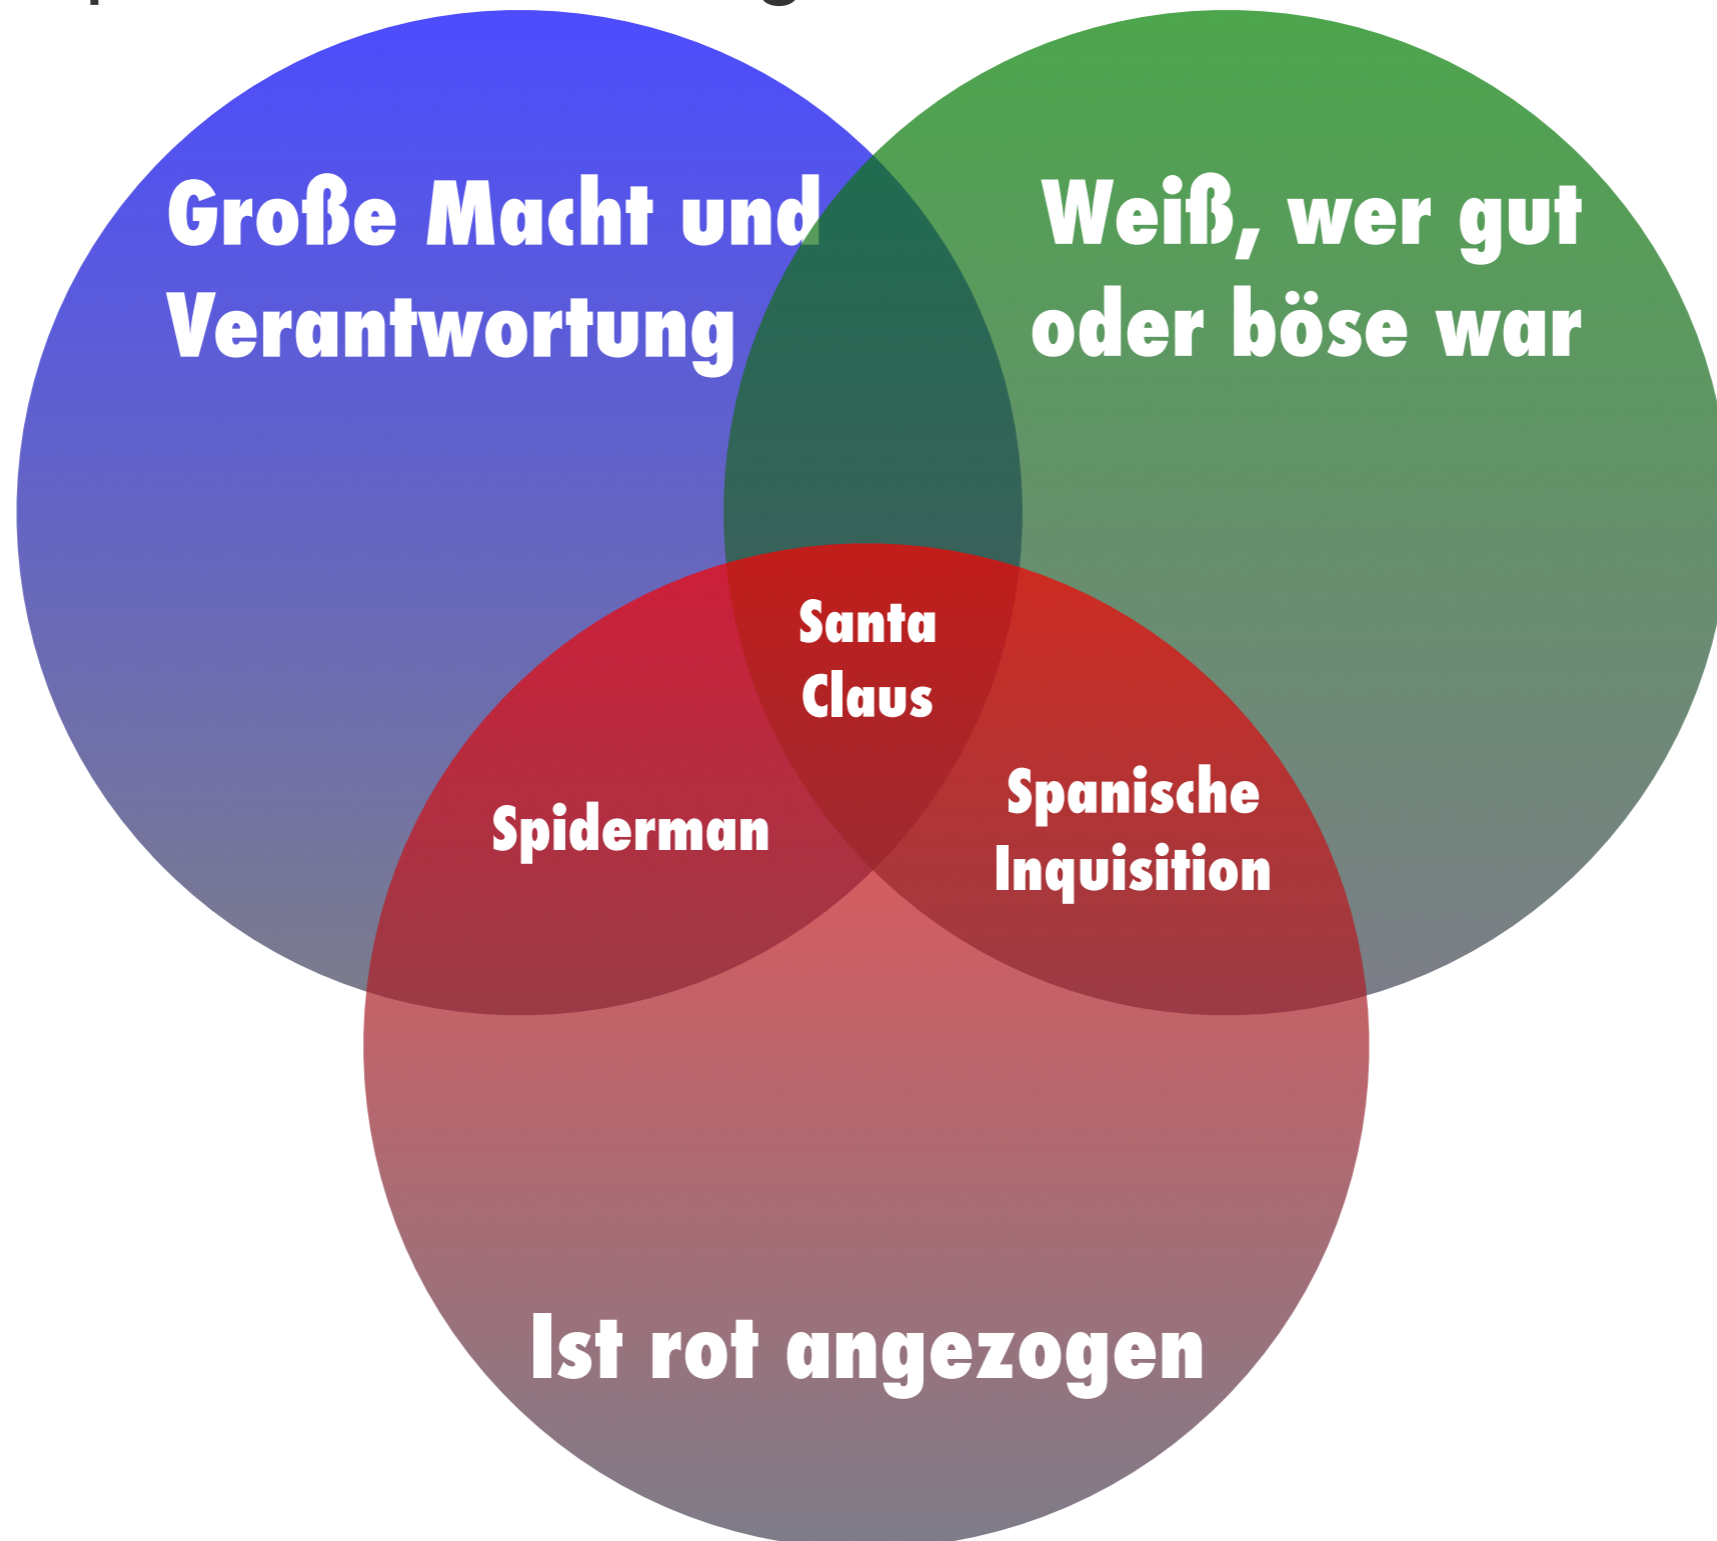 Große Macht und
Verantwortung
Weiß, wer gut
oder böse war
Santa
Claus
Spiderman
Spanische
Inquisition
Ist rot angezogen